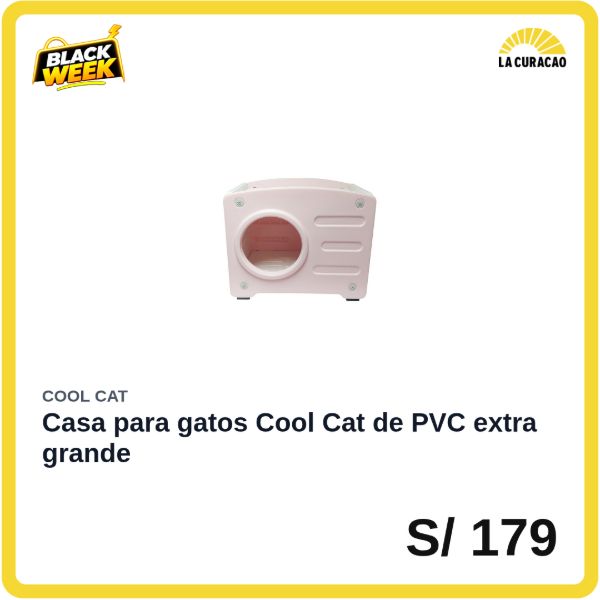 BLACK
WEEK
LA CURACAO
COOL CAT
Casa para gatos Cool Cat de PVC extra
grande
S/ 179